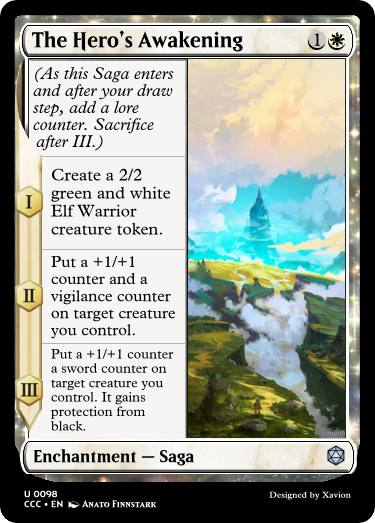 The Hero's Awakening 1
(As this Saga enters
and after your draw
step, add a lore
counter. Sacrifice
after III.)
I
Create a 2/2
green and white
Elf Warrior
creature token.
II
Put a +1/+1
counter and a
vigilance counter
on target creature
you control.
III
Put a +1/+1 counter
a sword counter on
target creature you
control. It gains
protection from
black.
Enchantment — Saga
U 0098
CCC • EN Anato Finnstark
Designed by Xavion